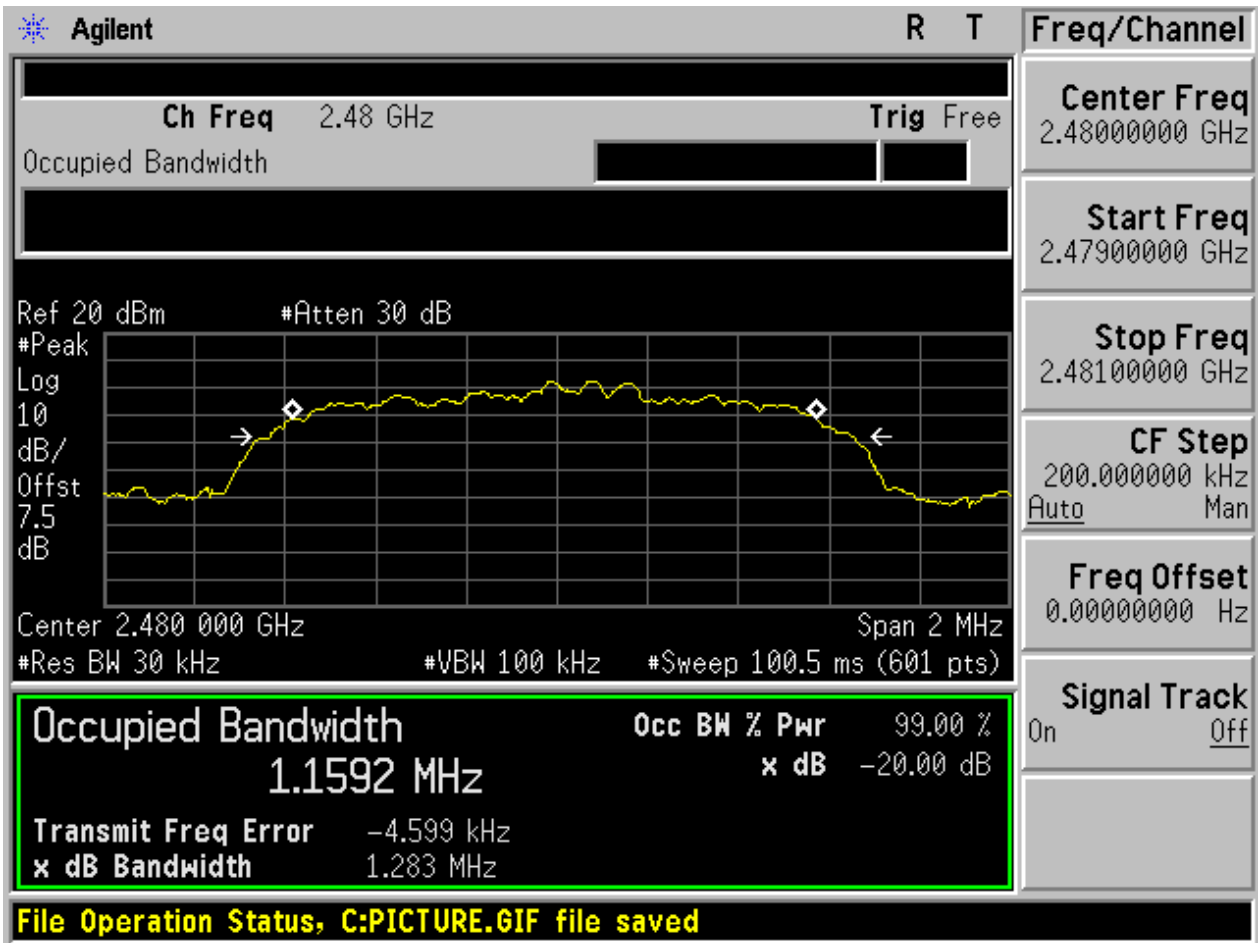 Agilent R T
Freq/Channel
Ch Freq 2.48 GHz Trig Free
Occupied Bandwidth
Center Freq
2.48000000 GHz
Start Freq
2.47900000 GHz
Stop Freq
2.48100000 GHz
CF Step
200.000000 kHz
Auto Man
Freq Offset
0.00000000 Hz
Signal Track
On Off
Ref 20 dBm #Atten 30 dB
#Peak
Log
10
dB/
Offst
7.5
dB
Center 2.480 000 GHz Span 2 MHz
#Res BW 30 kHz #VBW 100 kHz #Sweep 100.5 ms (601 pts)
Occupied Bandwidth Occ BW % Pwr 99.00 %
1.1592 MHz x dB -20.00 dB
Transmit Freq Error -4.599 kHz
x dB Bandwidth 1.283 MHz
File Operation Status, C:PICTURE.GIF file saved